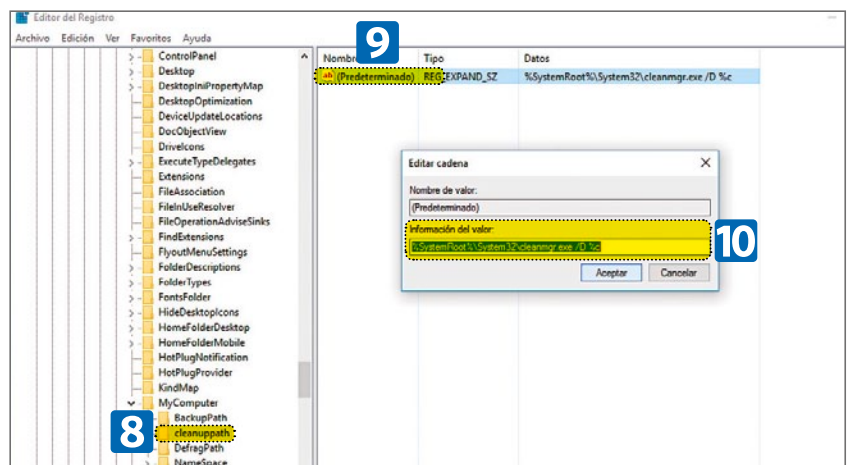 Editor del Registro
Archivo Edición Ver Favoritos Ayuda
ControlPanel
Desktop
DesktopIniPropertyMap
DesktopOptimization
DeviceUpdateLocations
DocObjectView
DriveIcons
ExecuteTypeDelegates
Extensions
FileAssociation
FileInUseResolver
FileOperationAdviseSinks
FindExtensions
FlyoutMenuSettings
FolderDescriptions
FolderTypes
FontsFolder
HideDesktopIcons
HomeFolderDesktop
HomeFolderMobile
HotPlugNotification
HotPlugProvider
KindMap
MyComputer
BackupPath
8
cleanuppath
DefragPath
NameSpace
9
Nombre Tipo Datos
ab (Predeterminado) REG_EXPAND_SZ %SystemRoot%\System32\cleanmgr.exe /D %c
Editar cadena
Nombre de valor:
(Predeterminado)
Información del valor:
%SystemRoot%\System32\cleanmgr.exe /D %c
10
Aceptar Cancelar